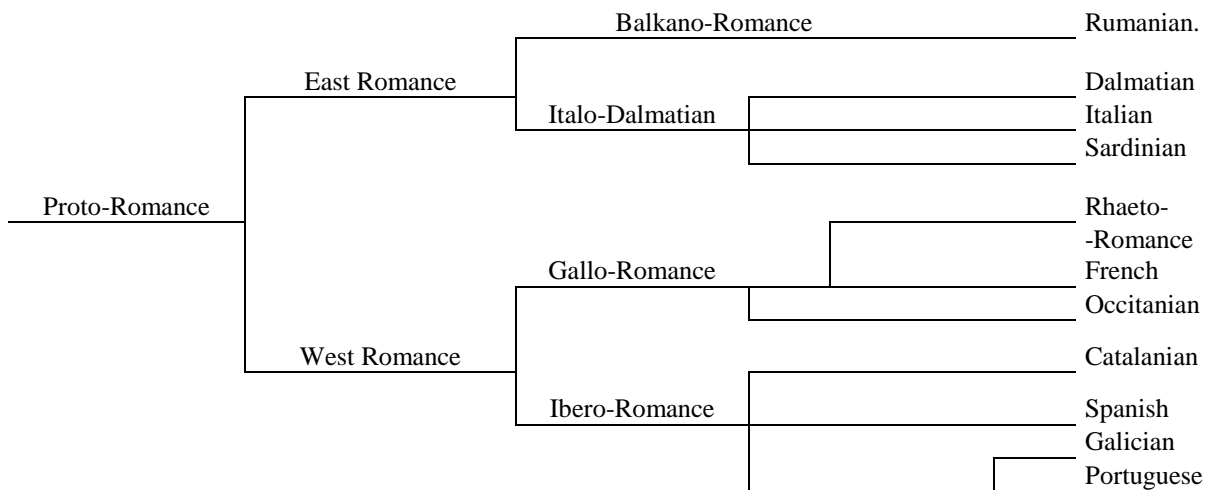 Balkano-Romance Rumanian.
East Romance Dalmatian
Italo-Dalmatian Italian
Sardinian
Proto-Romance Rhaeto-
-Romance
Gallo-Romance French
Occitanian
West Romance Catalanian
Ibero-Romance Spanish
Galician
Portuguese